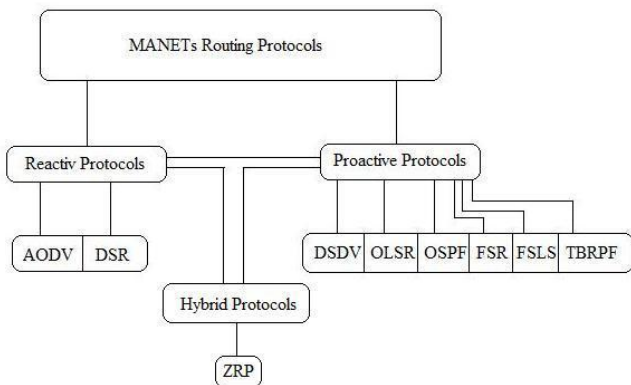 MANETs Routing Protocols
Reactiv Protocols
Proactive Protocols
AODV DSR
DSDV OLSR OSPF FSR FSLS TBRPF
Hybrid Protocols
ZRP